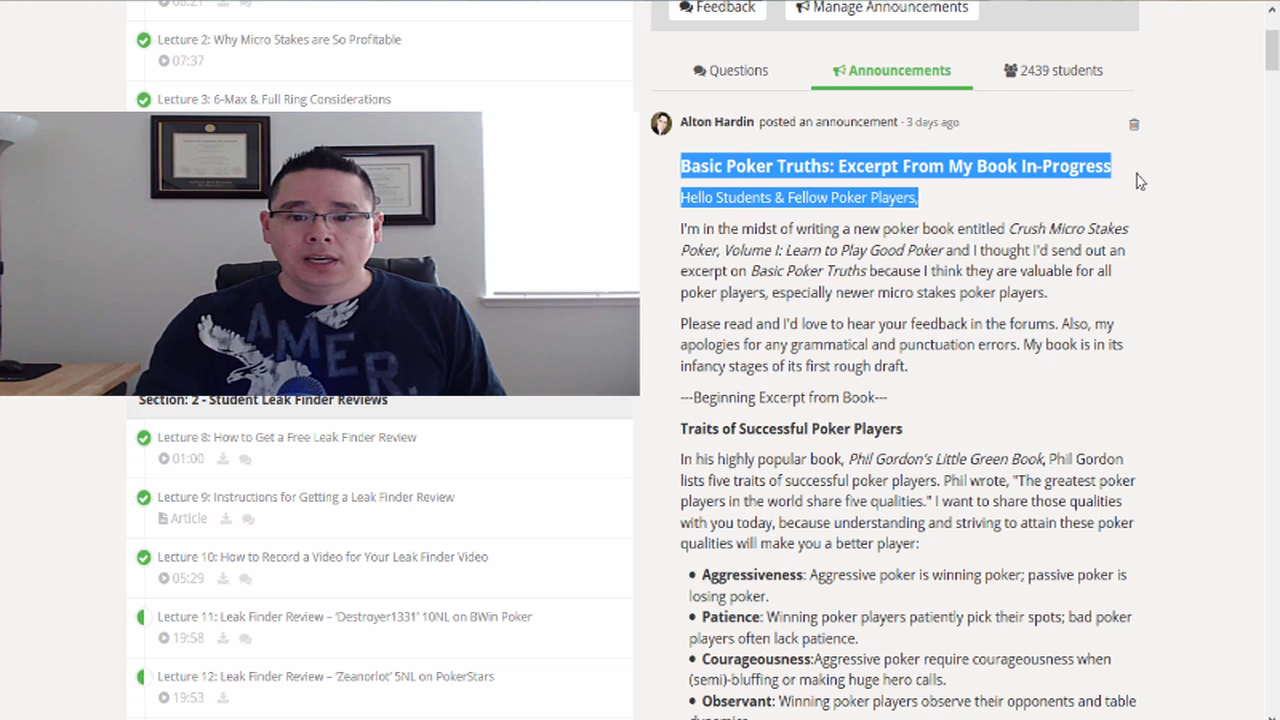 08:21
Lecture 2: Why Micro Stakes are So Profitable
07:37
Lecture 3: 6-Max & Full Ring Considerations
AMER.
Section: 2 - Student Leak Finder Reviews
Lecture 8: How to Get a Free Leak Finder Review
01:00
Lecture 9: Instructions for Getting a Leak Finder Review
Article
Lecture 10: How to Record a Video for Your Leak Finder Video
05:29
Lecture 11: Leak Finder Review – 'Destroyer1331' 10NL on BWin Poker
19:58
Lecture 12: Leak Finder Review – 'Zeanorlot' 5NL on PokerStars
19:53
Feedback
Manage Announcements
Questions
Announcements
2439 students
Alton Hardin posted an announcement · 3 days ago
Basic Poker Truths: Excerpt From My Book In-Progress
Hello Students & Fellow Poker Players,
I'm in the midst of writing a new poker book entitled Crush Micro Stakes
Poker, Volume I: Learn to Play Good Poker and I thought I'd send out an
excerpt on Basic Poker Truths because I think they are valuable for all
poker players, especially newer micro stakes poker players.
Please read and I'd love to hear your feedback in the forums. Also, my
apologies for any grammatical and punctuation errors. My book is in its
infancy stages of its first rough draft.
---Beginning Excerpt from Book---
Traits of Successful Poker Players
In his highly popular book, Phil Gordon's Little Green Book, Phil Gordon
lists five traits of successful poker players. Phil wrote, "The greatest poker
players in the world share five qualities." I want to share those qualities
with you today, because understanding and striving to attain these poker
qualities will make you a better player:
• Aggressiveness: Aggressive poker is winning poker; passive poker is
losing poker.
• Patience: Winning poker players patiently pick their spots; bad poker
players often lack patience.
• Courageousness:Aggressive poker require courageousness when
(semi)-bluffing or making huge hero calls.
• Observant: Winning poker players observe their opponents and table